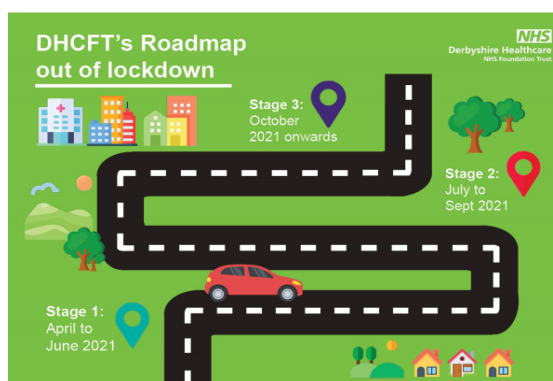 DHCFT's Roadmap
out of lockdown
NHS
Derbyshire Healthcare
NHS Foundation Trust
Stage 3:
October
2021 onwards
Stage 2:
July to
Sept 2021
Stage 1:
April to
June 2021